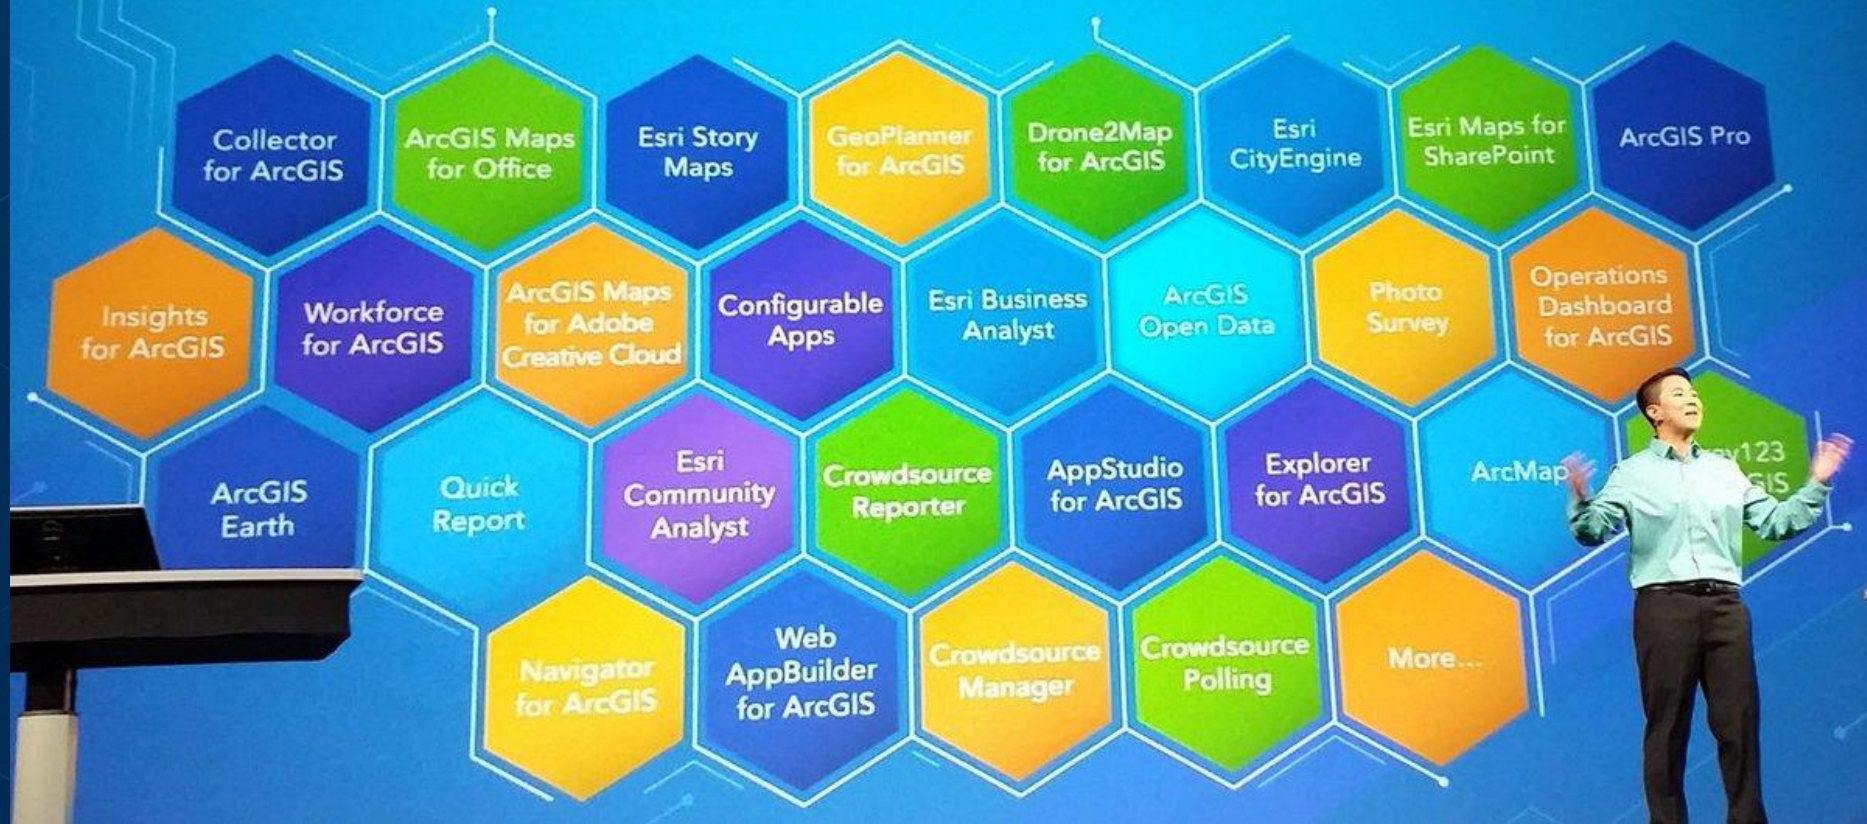 Collector
for ArcGIS
ArcGIS Maps
for Office
Esri Story
Maps
GeoPlanner
for ArcGIS
Drone2Map
for ArcGIS
Esri
CityEngine
Esri Maps for
SharePoint
ArcGIS Pro
Insights
for ArcGIS
Workforce
for ArcGIS
ArcGIS Maps
for Adobe
Creative Cloud
Configurable
Apps
Esri Business
Analyst
ArcGIS
Open Data
Photo
Survey
Operations
Dashboard
for ArcGIS
ArcGIS
Earth
Quick
Report
Esri
Community
Analyst
Crowdsource
Reporter
AppStudio
for ArcGIS
Explorer
for ArcGIS
ArcMap
Navigator
for ArcGIS
Web
AppBuilder
for ArcGIS
Crowdsource
Manager
Crowdsource
Polling
More...